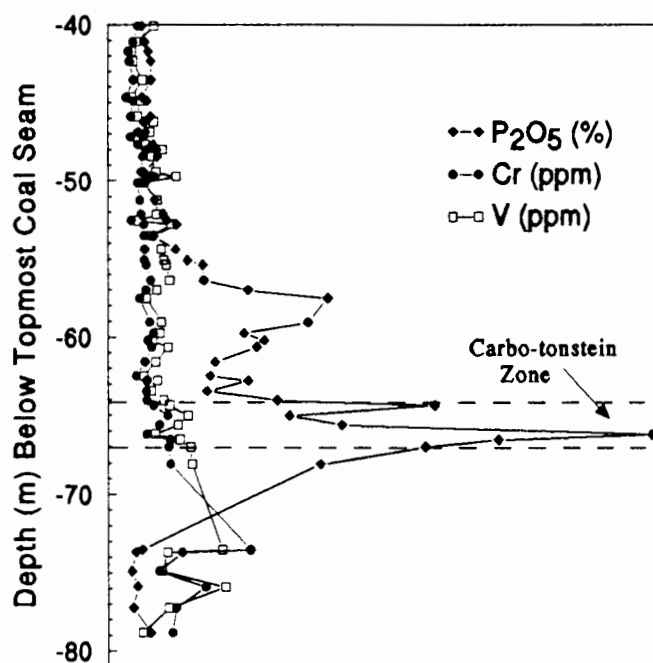 -40
-50
-60
-70
-80
Depth (m) Below Topmost Coal Seam
P₂O₅ (%)
Cr (ppm)
V (ppm)
Carbo-tonstein
Zone